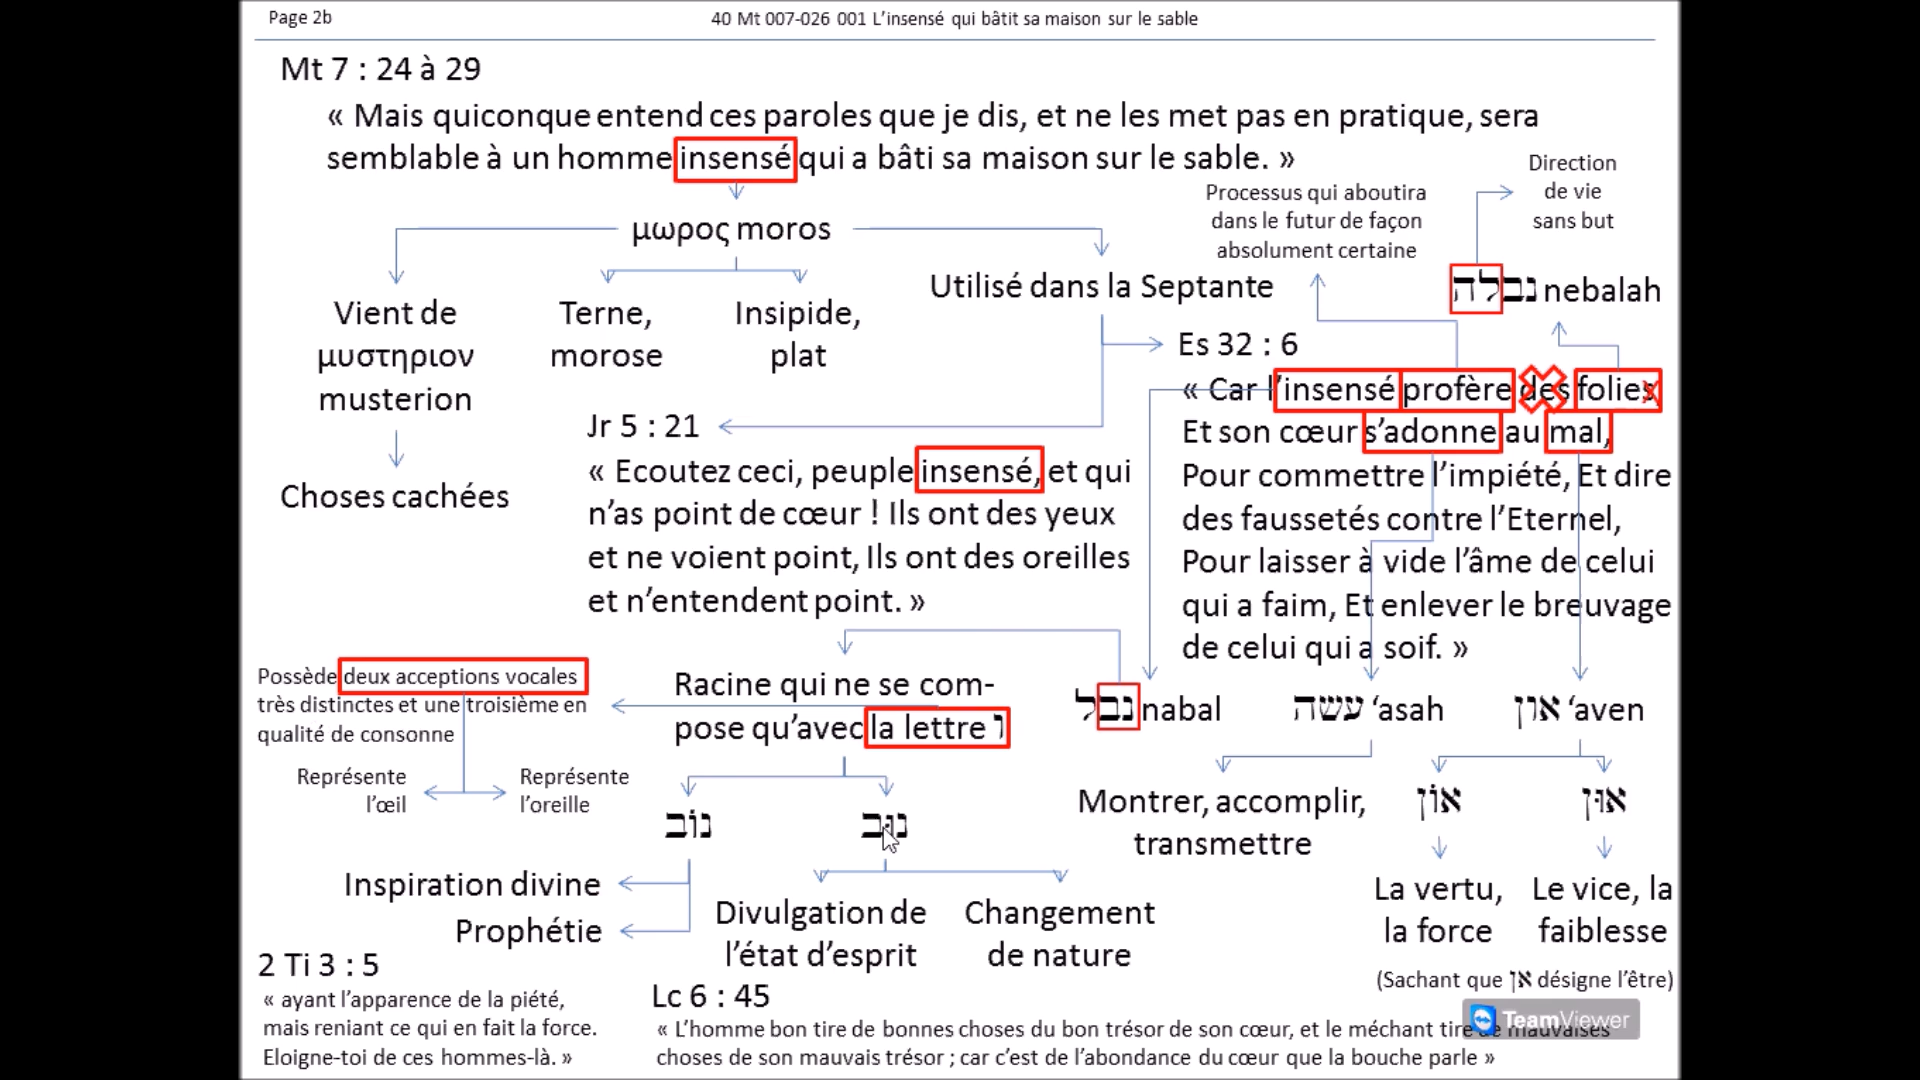 Page 2b
40 Mt 007-026 001 L’insensé qui bâtit sa maison sur le sable
Mt 7 : 24 à 29
« Mais quiconque entend ces paroles que je dis, et ne les met pas en pratique, sera
semblable à un homme insensé qui a bâti sa maison sur le sable. »
μωρος moros
Vient de
μυστηριον
musterion
Choses cachées
Terne,
morose
Insipide,
plat
Utilisé dans la Septante
Processus qui aboutira
dans le futur de façon
absolument certaine
Direction
de vie
sans but
נבלה nebalah
Es 32 : 6
« Car l’insensé profère des folies
Et son cœur s’adonne au mal,
Pour commettre l’impiété, Et dire
des faussetés contre l’Eternel,
Pour laisser à vide l’âme de celui
qui a faim, Et enlever le breuvage
de celui qui a soif. »
Jr 5 : 21
« Ecoutez ceci, peuple insensé, et qui
n’as point de cœur ! Ils ont des yeux
et ne voient point, Ils ont des oreilles
et n’entendent point. »
Possède deux acceptions vocales
très distinctes et une troisième en
qualité de consonne
Représente
l’œil
Représente
l’oreille
Racine qui ne se com-
pose qu’avec la lettre ו
נבל nabal
עשה ‘asah
און ‘aven
נוֹב
נוּב
Inspiration divine
Prophétie
Divulgation de
l’état d’esprit
Changement
de nature
Montrer, accomplir,
transmettre
אוֹן
אוּן
La vertu,
la force
Le vice, la
faiblesse
(Sachant que אן désigne l’être)
2 Ti 3 : 5
« ayant l’apparence de la piété,
mais reniant ce qui en fait la force.
Eloigne-toi de ces hommes-là. »
Lc 6 : 45
« L’homme bon tire de bonnes choses du bon trésor de son cœur, et le méchant tire de mauvaises
choses de son mauvais trésor ; car c’est de l’abondance du cœur que la bouche parle »
TeamViewer